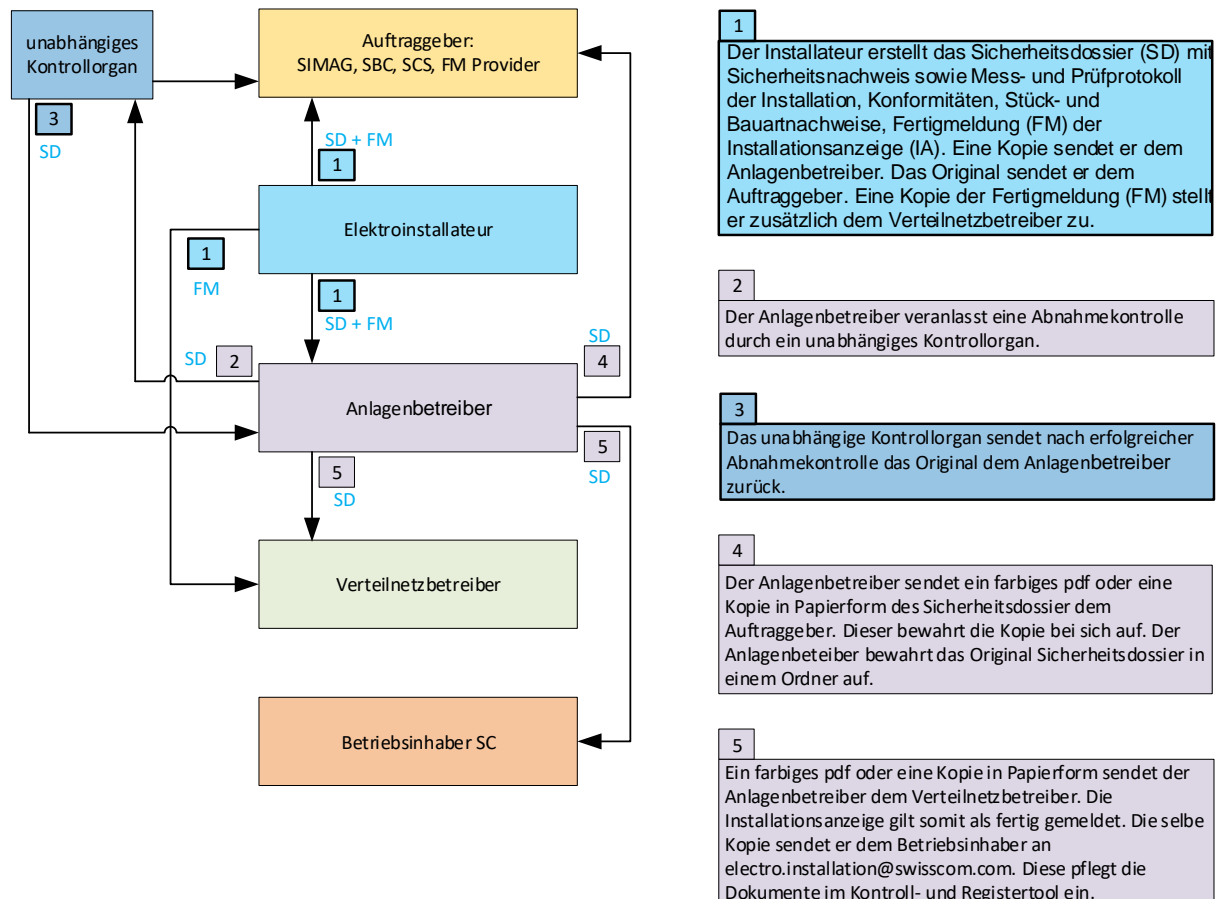 unabhängiges
Kontrollorgan
Auftraggeber:
SIMAG, SBC, SCS, FM Provider
3
SD
SD + FM
1
Elektroinstallateur
1
FM
1
SD + FM
SD
2
SD
4
Anlagenbetreiber
5
SD
5
SD
Verteilnetzbetreiber
Betriebsinhaber SC
1
Der Installateur erstellt das Sicherheitsdossier (SD) mit
Sicherheitsnachweis sowie Mess- und Prüfprotokoll
der Installation, Konformitäten, Stück- und
Bauartnachweise, Fertigmeldung (FM) der
Installationsanzeige (IA). Eine Kopie sendet er dem
Anlagenbetreiber. Das Original sendet er dem
Auftraggeber. Eine Kopie der Fertigmeldung (FM) stellt
er zusätzlich dem Verteilnetzbetreiber zu.
2
Der Anlagenbetreiber veranlasst eine Abnahmekontrolle
durch ein unabhängiges Kontrollorgan.
3
Das unabhängige Kontrollorgan sendet nach erfolgreicher
Abnahmekontrolle das Original dem Anlagenbetreiber
zurück.
4
Der Anlagenbetreiber sendet ein farbiges pdf oder eine
Kopie in Papierform des Sicherheitsdossier dem
Auftraggeber. Dieser bewahrt die Kopie bei sich auf. Der
Anlagenbeteiber bewahrt das Original Sicherheitsdossier in
einem Ordner auf.
5
Ein farbiges pdf oder eine Kopie in Papierform sendet der
Anlagenbetreiber dem Verteilnetzbetreiber. Die
Installationsanzeige gilt somit als fertig gemeldet. Die selbe
Kopie sendet er dem Betriebsinhaber an
electro.installation@swisscom.com. Diese pflegt die
Dokumente im Kontroll- und Registertool ein.